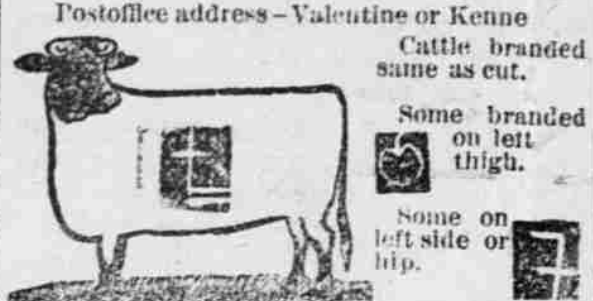 Postoffice address–Valentine or Kenne
Cattle branded
same as cut.
Some branded
on left
thigh.
Some on
left side or
hip.